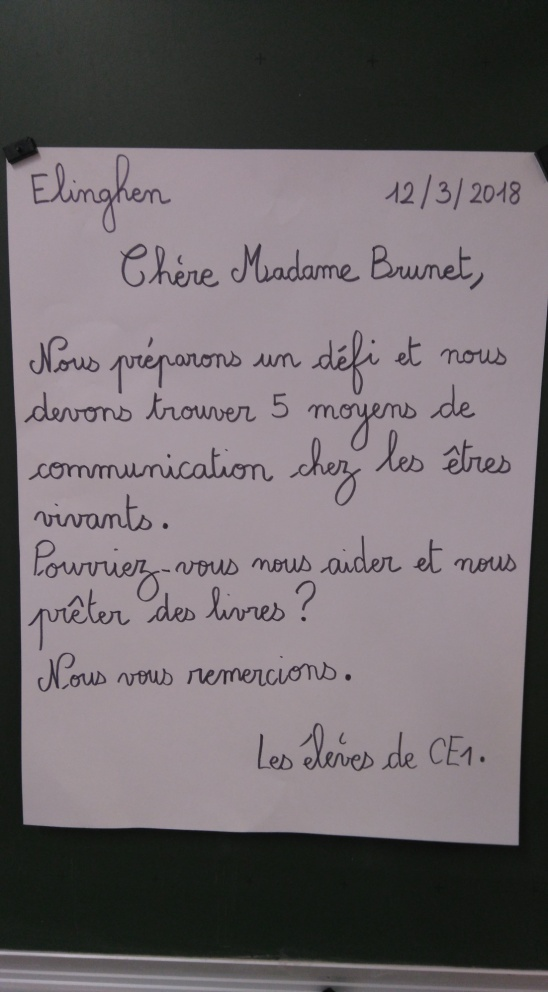 Elinghen 12/3/2018
Chère Madame Brunet,
Nous préparons un défi et nous
devons trouver 5 moyens de
communication chez les êtres
vivants.
Pourriez-vous nous aider et nous
prêter des livres ?
Nous vous remercions.
Les élèves de CE1.